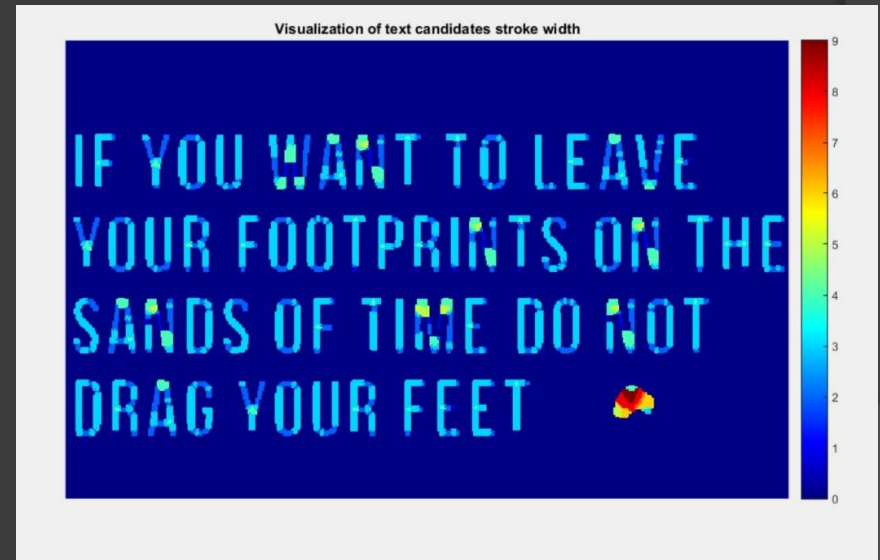 Visualization of text candidates stroke width
IF YOU WANT TO LEAVE
YOUR FOOTPRINTS ON THE
SANDS OF TIME DO NOT
DRAG YOUR FEET
9
8
7
6
5
4
3
2
1
0